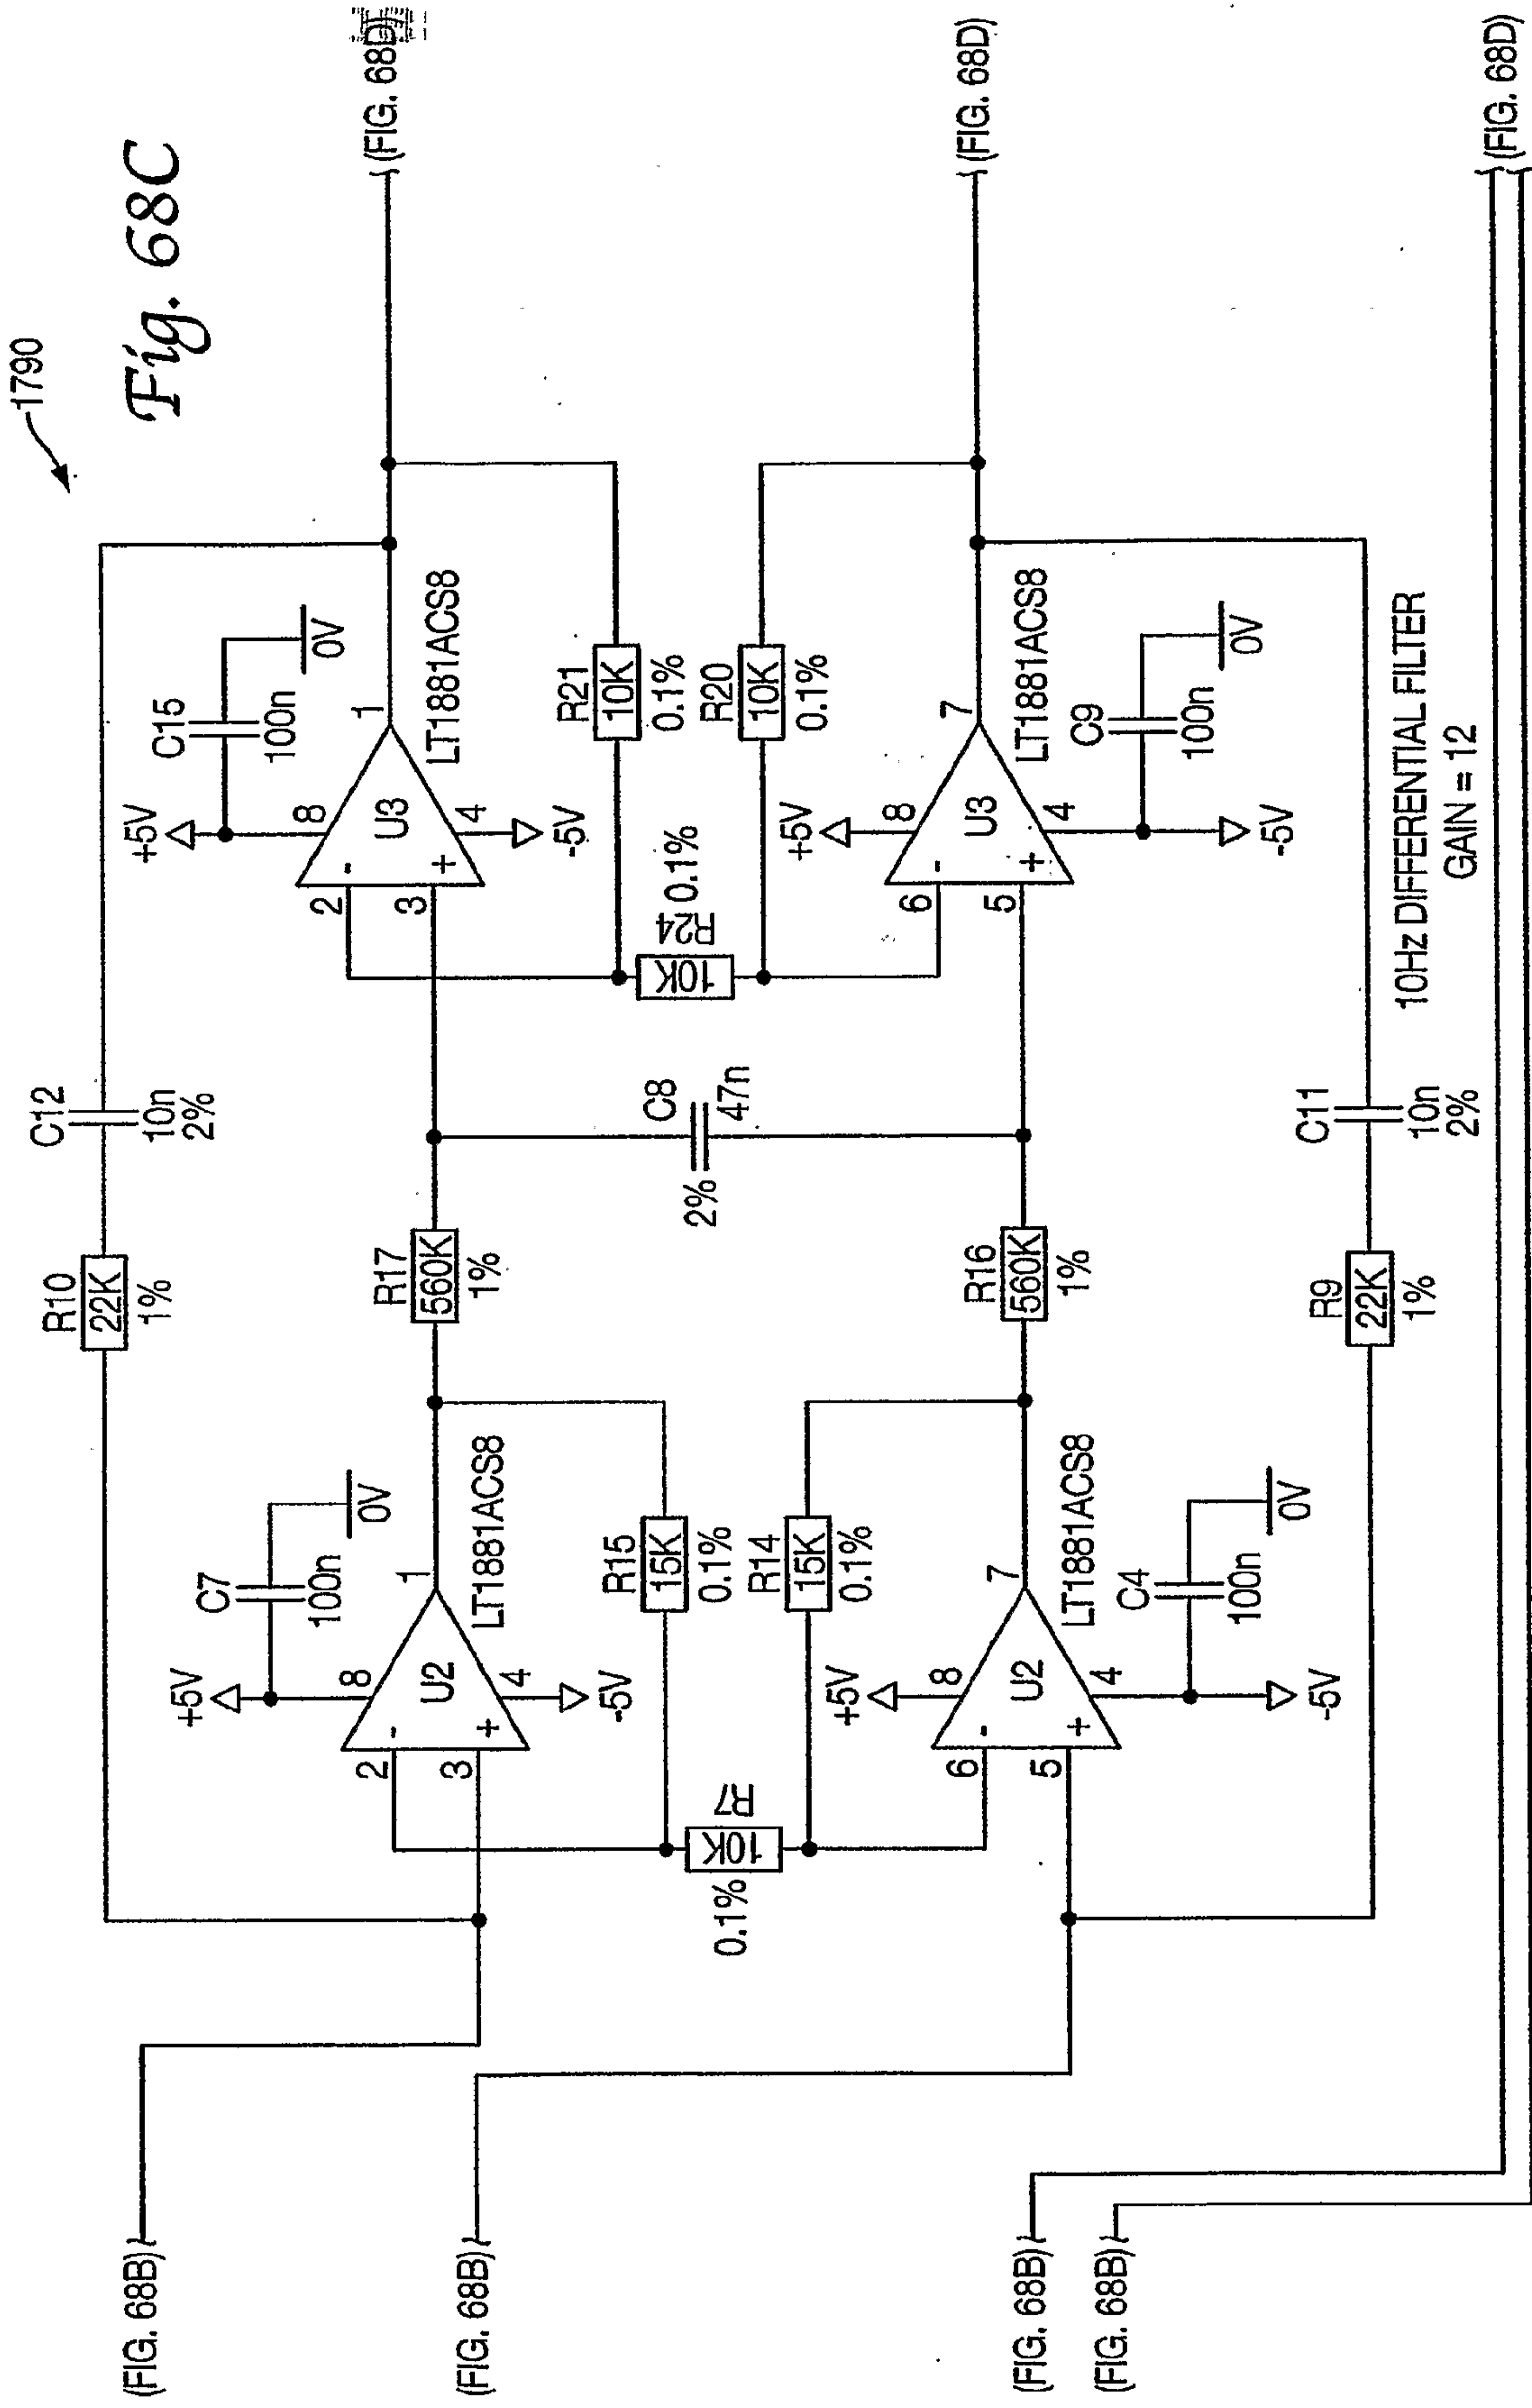 1790
Fig. 68C
(FIG. 68B)
(FIG. 68B)
(FIG. 68B)
(FIG. 68B)
(FIG. 68D)
(FIG. 68D)
(FIG. 68D)
R10
22K
1%
C12
10n
2%
+5V
C7
100n
0V
8
2
-
3
+
U2
1
4
-5V
LT1881ACS8
R15
15K
0.1%
R7
10K
0.1%
R14
15K
0.1%
+5V
8
6
-
5
+
U2
7
4
-5V
LT1881ACS8
C4
100n
0V
R17
560K
1%
C8
47n
2%
R16
560K
1%
R9
22K
1%
C11
10n
2%
+5V
C15
100n
0V
8
2
-
3
+
U3
1
4
-5V
LT1881ACS8
R21
10K
0.1%
R24
10K
0.1%
R20
10K
0.1%
+5V
8
6
-
5
+
U3
7
4
-5V
LT1881ACS8
C9
100n
0V
10Hz DIFFERENTIAL FILTER
GAIN = 12